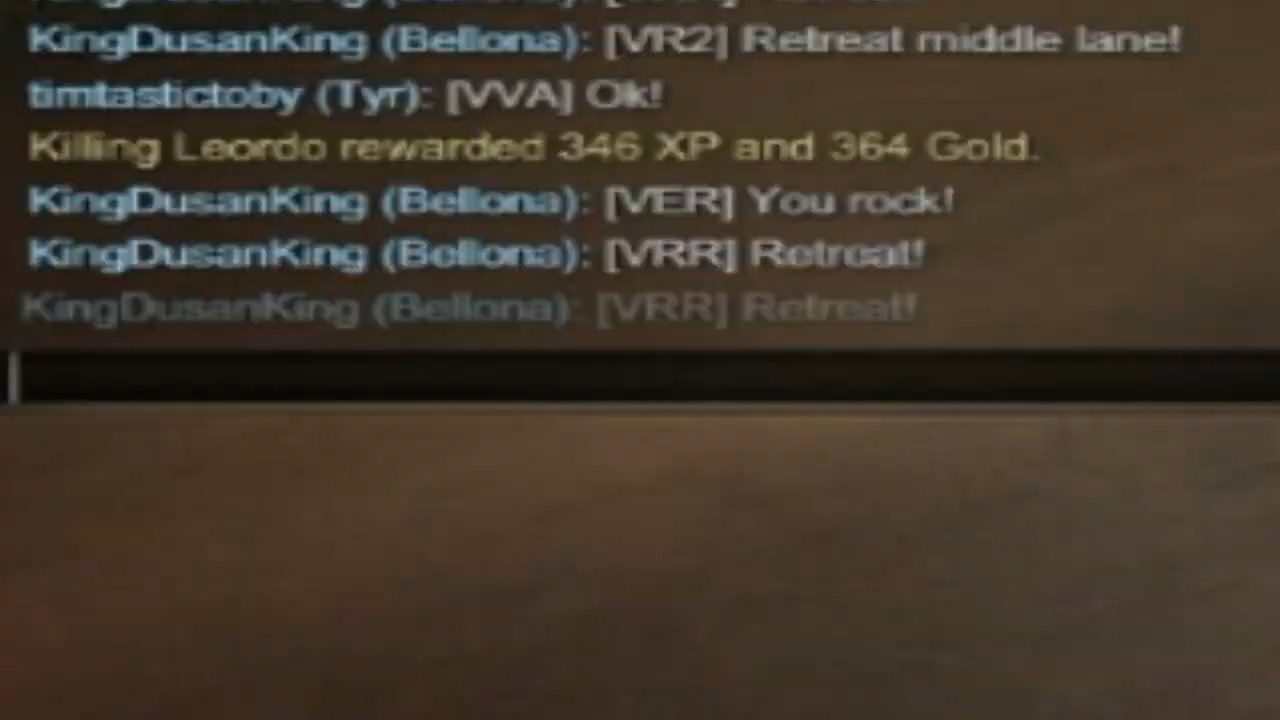 KingDusanKing (Bellona): [VR2] Retreat middle lane!
timtastictoby (Tyr): [VVA] Ok!
Killing Leordo rewarded 346 XP and 364 Gold.
KingDusanKing (Bellona): [VER] You rock!
KingDusanKing (Bellona): [VRR] Retreat!
KingDusanKing (Bellona): [VRR] Retreat!